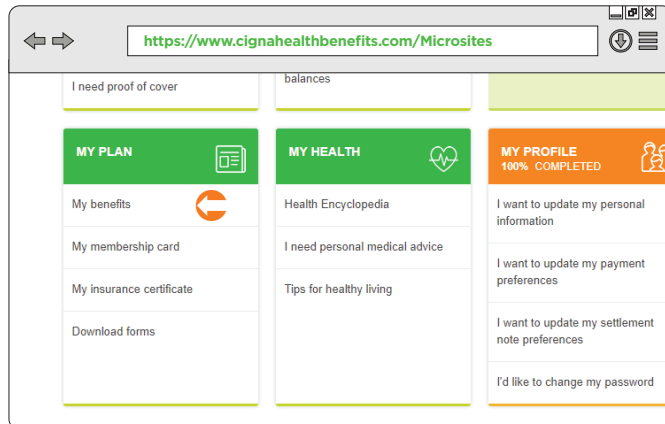 https://www.cignahealthbenefits.com/Microsites
I need proof of cover
balances
MY PLAN
My benefits
My membership card
My insurance certificate
Download forms
MY HEALTH
Health Encyclopedia
I need personal medical advice
Tips for healthy living
MY PROFILE
100% COMPLETED
I want to update my personal
information
I want to update my payment
preferences
I want to update my settlement
note preferences
I'd like to change my password